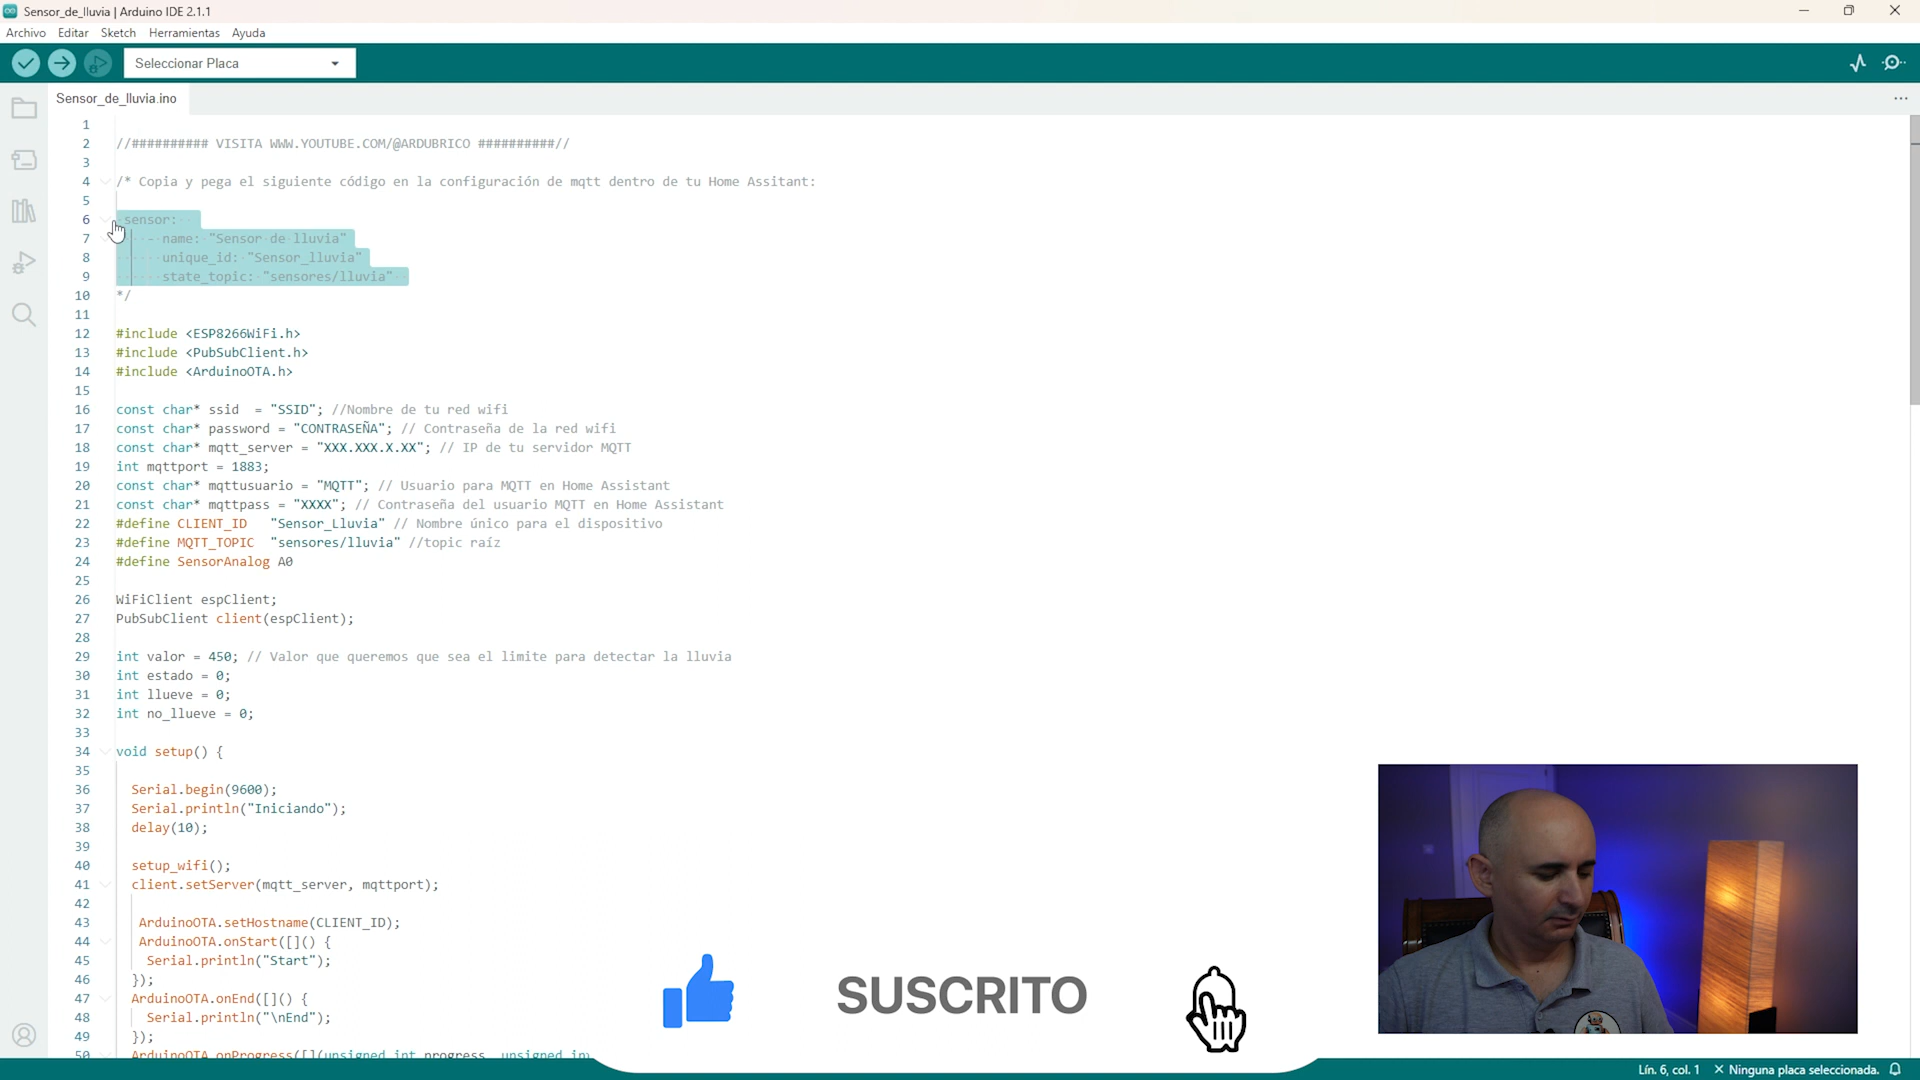 Sensor_de_lluvia | Arduino IDE 2.1.1
Archivo Editar Sketch Herramientas Ayuda
Seleccionar Placa
Sensor_de_lluvia.ino
1
2 //########## VISITA WWW.YOUTUBE.COM/@ARDUBRICO ##########//
3
4 /* Copia y pega el siguiente código en la configuración de mqtt dentro de tu Home Assitant:
5
6 sensor:
7 - name: "Sensor de lluvia"
8 unique_id: "Sensor_lluvia"
9 state_topic: "sensores/lluvia"
10 */
11
12 #include <ESP8266WiFi.h>
13 #include <PubSubClient.h>
14 #include <ArduinoOTA.h>
15
16 const char* ssid = "SSID"; //Nombre de tu red wifi
17 const char* password = "CONTRASEÑA"; // Contraseña de la red wifi
18 const char* mqtt_server = "XXX.XXX.X.XX"; // IP de tu servidor MQTT
19 int mqttport = 1883;
20 const char* mqttusuario = "MQTT"; // Usuario para MQTT en Home Assistant
21 const char* mqttpass = "XXXX"; // Contraseña del usuario MQTT en Home Assistant
22 #define CLIENT_ID "Sensor_Lluvia" // Nombre único para el dispositivo
23 #define MQTT_TOPIC "sensores/lluvia" //topic raíz
24 #define SensorAnalog A0
25
26 WiFiClient espClient;
27 PubSubClient client(espClient);
28
29 int valor = 450; // Valor que queremos que sea el limite para detectar la lluvia
30 int estado = 0;
31 int llueve = 0;
32 int no_llueve = 0;
33
34 void setup() {
35
36 Serial.begin(9600);
37 Serial.println("Iniciando");
38 delay(10);
39
40 setup_wifi();
41 client.setServer(mqtt_server, mqttport);
42
43 ArduinoOTA.setHostname(CLIENT_ID);
44 ArduinoOTA.onStart([]() {
45 Serial.println("Start");
46 });
47 ArduinoOTA.onEnd([]() {
48 Serial.println("\nEnd");
49 });
50 ArduinoOTA.onProgress([](unsigned int progress, unsigned in
SUSCRITO
Lín. 6, col. 1 Ninguna placa seleccionada.